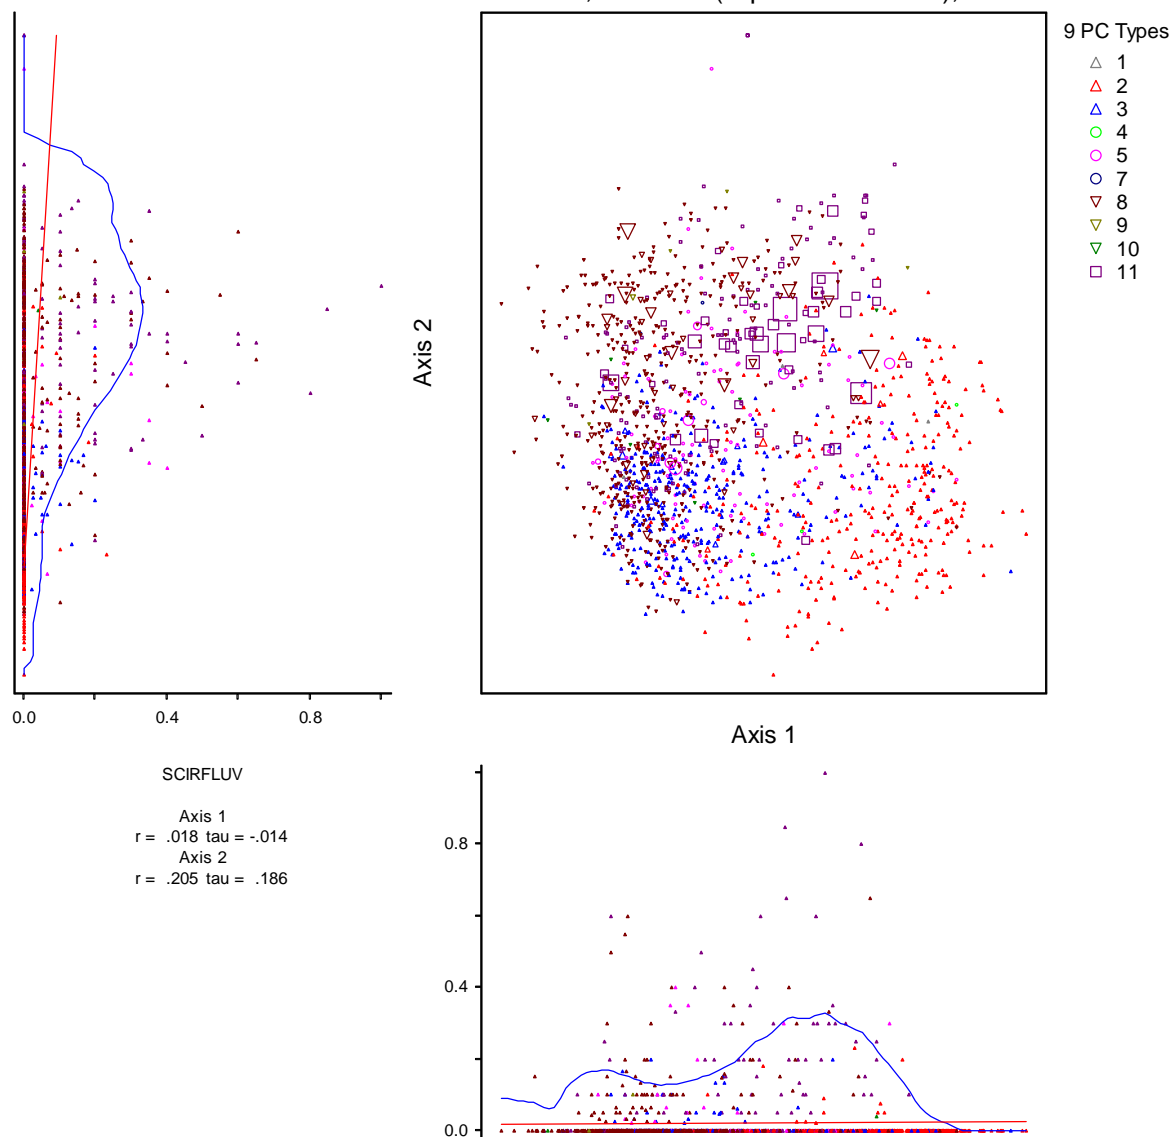 9 PC Types
1
2
3
4
5
7
8
9
10
11
Axis 2
0.0 0.4 0.8
Axis 1
SCIRFLUV
Axis 1
r = .018 tau = -.014
Axis 2
r = .205 tau = .186
0.8
0.4
0.0